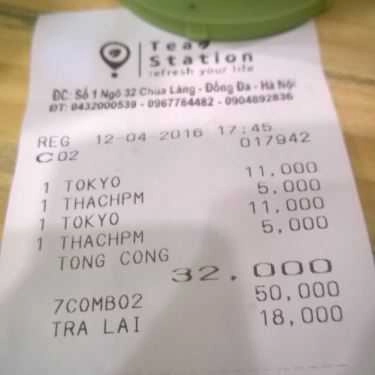 Tea
Station
refresh your life
ĐC: Số 1 Ngõ 32 Chùa Láng - Đống Đa - Hà Nội
ĐT: 0432000539 - 0967764482 - 0904892836
REG 12-04-2016 17:45
C02 017942
1 TOKYO 11,000
1 THACHPM 5,000
1 TOKYO 11,000
1 THACHPM 5,000
TONG CONG
32,000
7COMBO2 50,000
TRA LAI 18,000